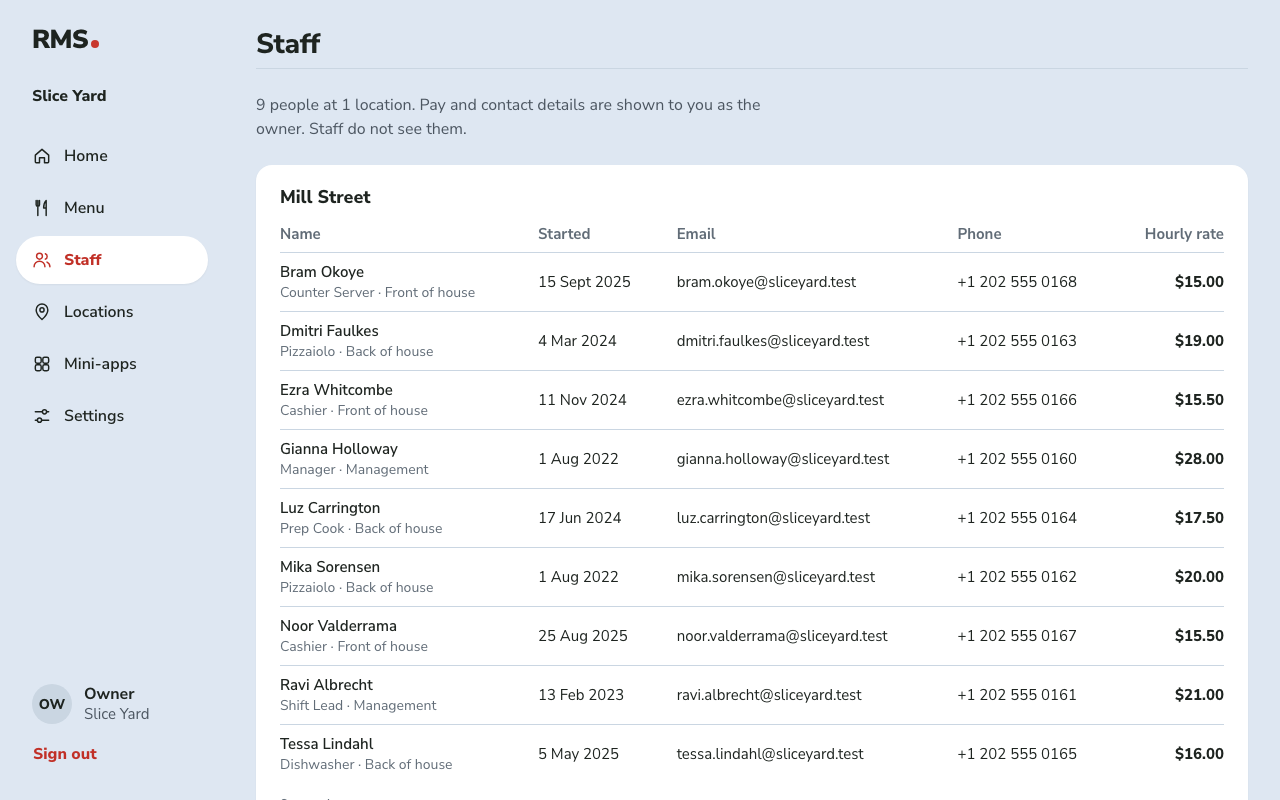 RMS.
Slice Yard
Home
Menu
Staff
Locations
Mini-apps
Settings
OW
Owner
Slice Yard
Sign out
Staff
9 people at 1 location. Pay and contact details are shown to you as the
owner. Staff do not see them.
Mill Street
Name Started Email Phone Hourly rate
Bram Okoye
Counter Server · Front of house
15 Sept 2025 bram.okoye@sliceyard.test +1 202 555 0168 $15.00
Dmitri Faulkes
Pizzaiolo · Back of house
4 Mar 2024 dmitri.faulkes@sliceyard.test +1 202 555 0163 $19.00
Ezra Whitcombe
Cashier · Front of house
11 Nov 2024 ezra.whitcombe@sliceyard.test +1 202 555 0166 $15.50
Gianna Holloway
Manager · Management
1 Aug 2022 gianna.holloway@sliceyard.test +1 202 555 0160 $28.00
Luz Carrington
Prep Cook · Back of house
17 Jun 2024 luz.carrington@sliceyard.test +1 202 555 0164 $17.50
Mika Sorensen
Pizzaiolo · Back of house
1 Aug 2022 mika.sorensen@sliceyard.test +1 202 555 0162 $20.00
Noor Valderrama
Cashier · Front of house
25 Aug 2025 noor.valderrama@sliceyard.test +1 202 555 0167 $15.50
Ravi Albrecht
Shift Lead · Management
13 Feb 2023 ravi.albrecht@sliceyard.test +1 202 555 0161 $21.00
Tessa Lindahl
Dishwasher · Back of house
5 May 2025 tessa.lindahl@sliceyard.test +1 202 555 0165 $16.00